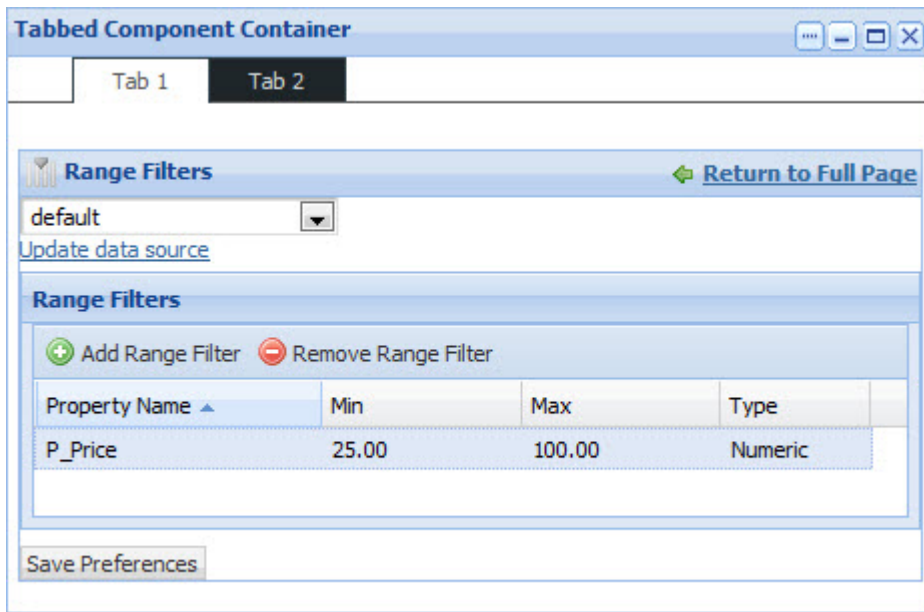 Tabbed Component Container
Tab 1 Tab 2
Range Filters Return to Full Page
default
Update data source
Range Filters
Add Range Filter Remove Range Filter
Property Name Min Max Type
P_Price 25.00 100.00 Numeric
Save Preferences